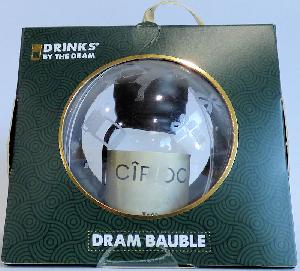 DRINKS
BY THE DRAM
CÎROC
DRAM BAUBLE